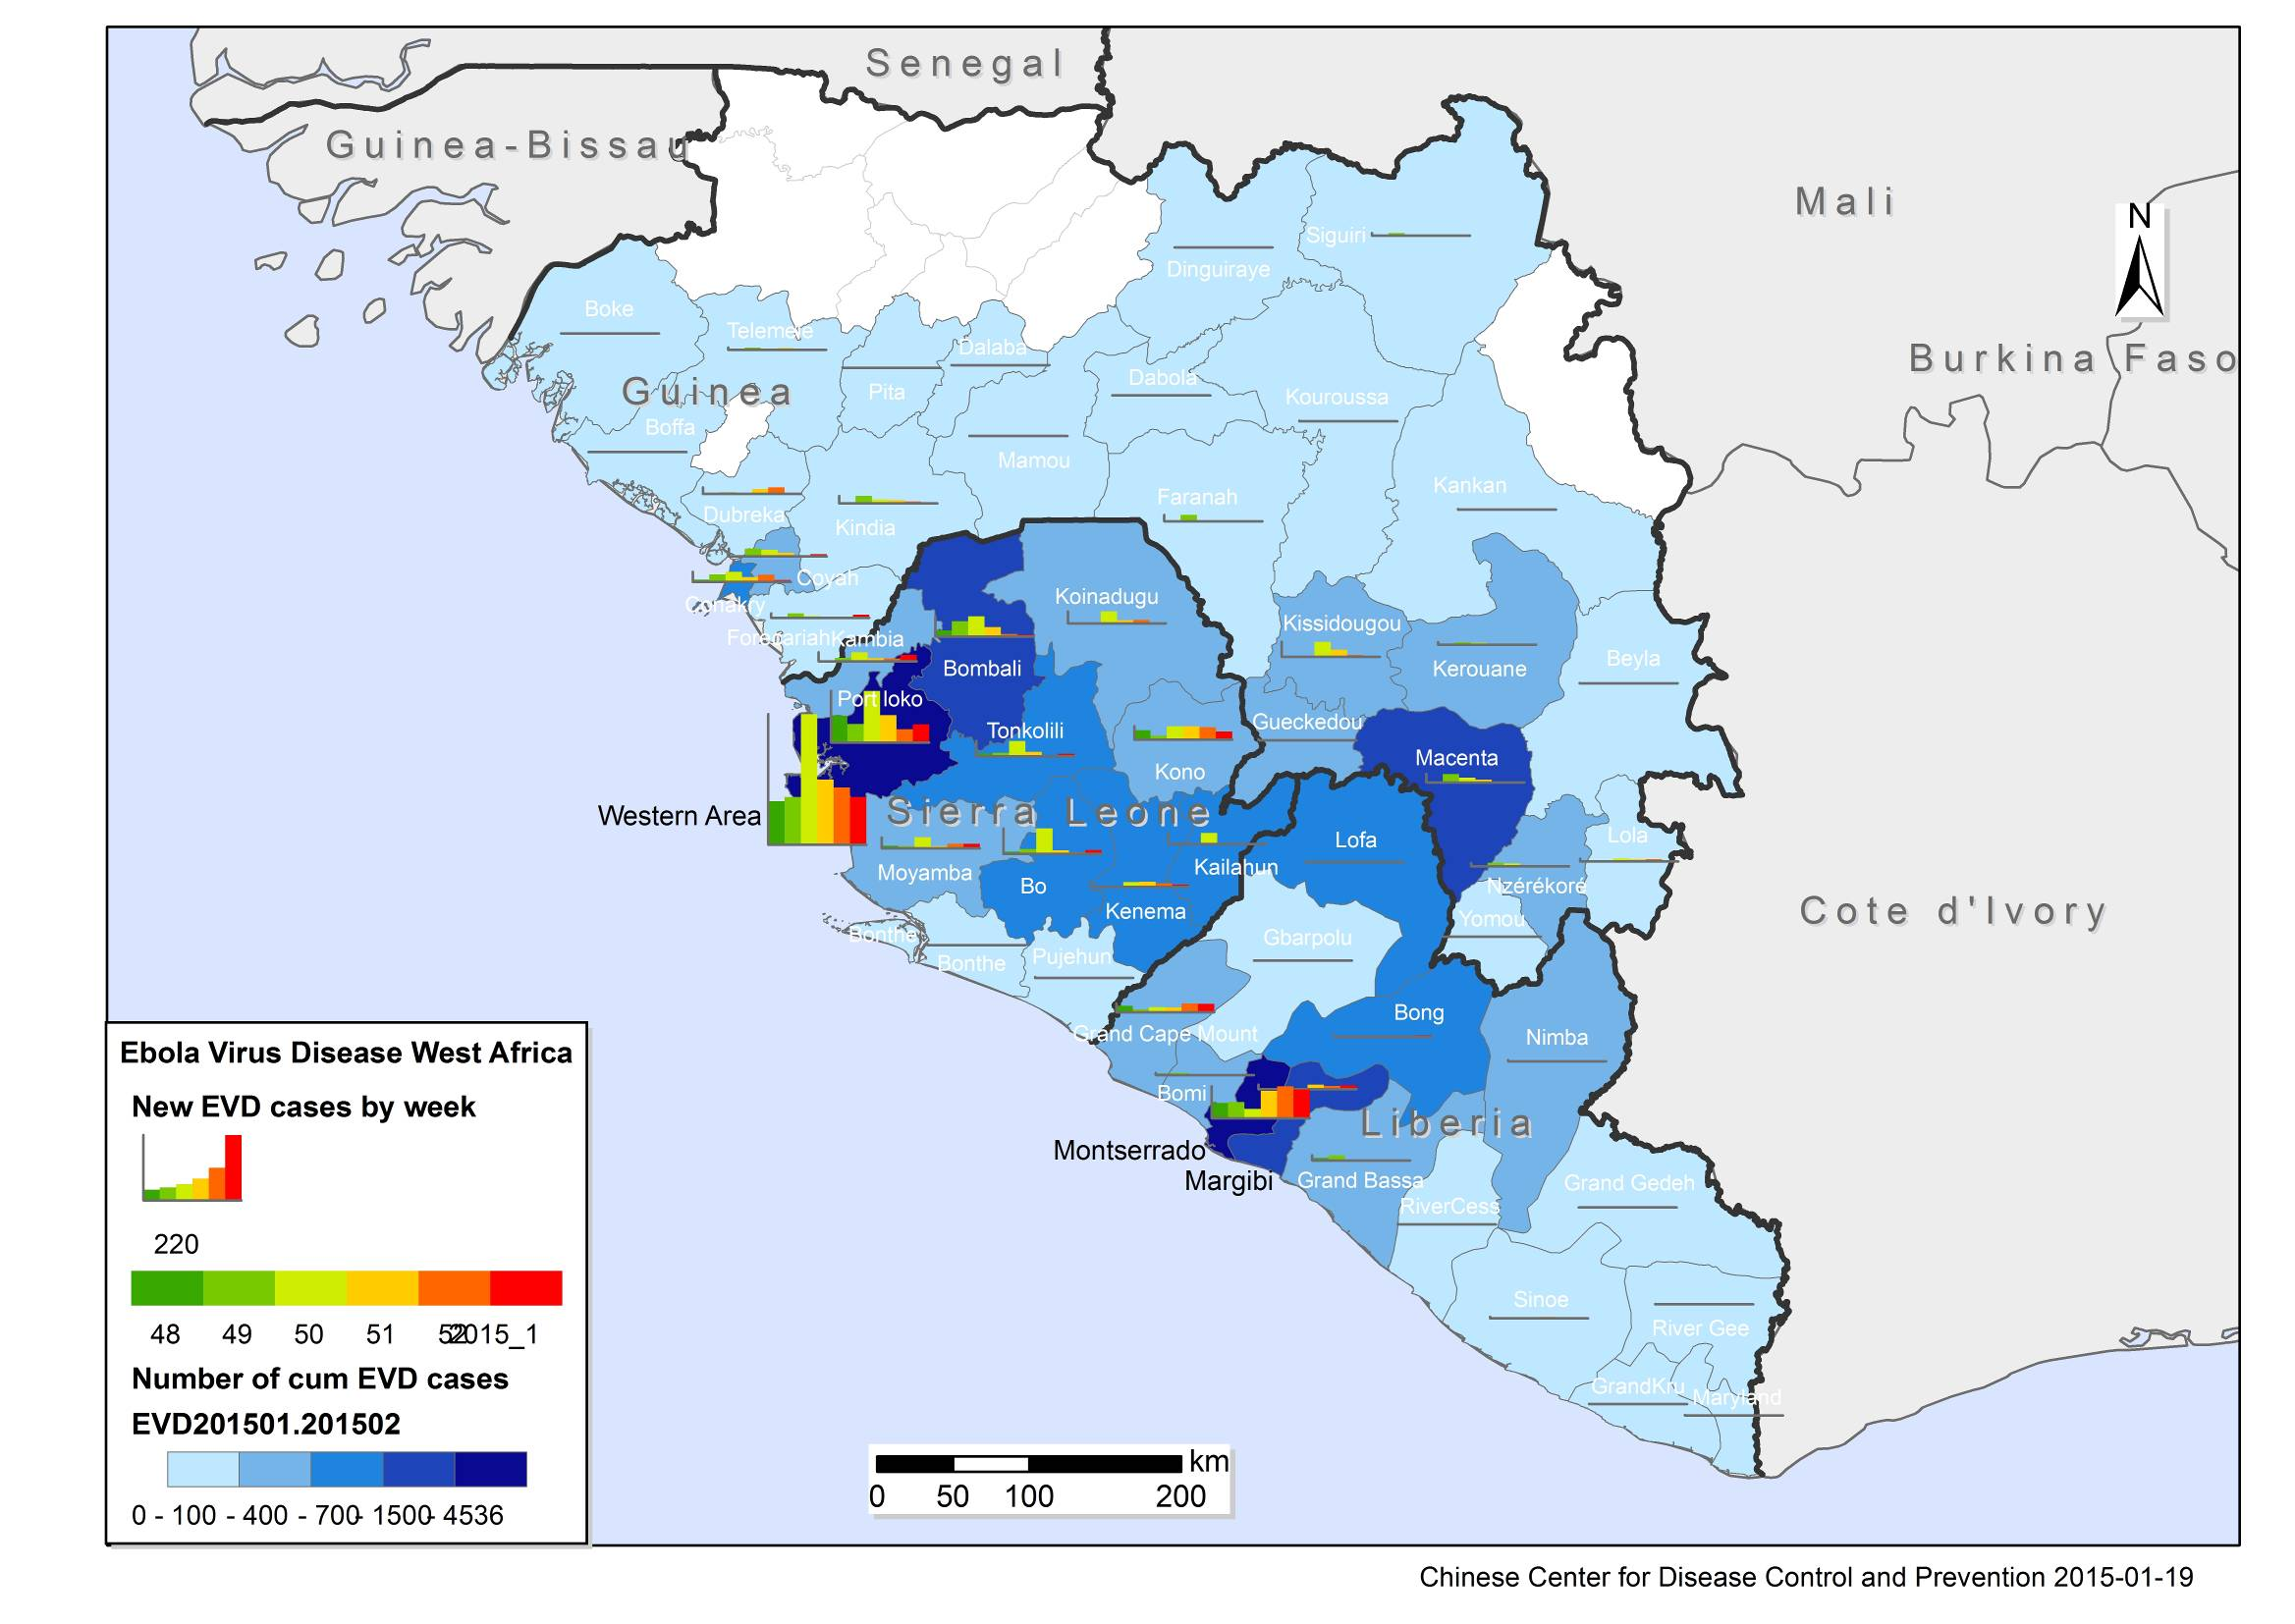 Senegal
Guinea-Bissau
Mali
N
Siguiri
Dinguiraye
Boke
Telemele
Dalaba
Burkina Faso
Guinea
Pita
Dabola
Kouroussa
Boffa
Mamou
Kankan
Faranah
Dubreka
Kindia
Coyah
Conakry
Koinadugu
Kissidougou
Forecariah
Kambia
Bombali
Kerouane
Beyla
Port loko
Tonkolili
Gueckedou
Macenta
Kono
Western Area
Sierra Leone
Lofa
Lola
Moyamba
Bo
Kailahun
Nzérékoré
Kenema
Yomou
Cote d'Ivory
Bonthe
Gbarpolu
Bonthe
Pujehun
Bong
Grand Cape Mount
Nimba
Bomi
Liberia
Montserrado
Margibi
Grand Bassa
Grand Gedeh
RiverCess
Sinoe
River Gee
GrandKru
Maryland
Ebola Virus Disease West Africa
New EVD cases by week
220
48 49 50 51 52 2015_1
Number of cum EVD cases
EVD201501.201502
0 - 100 - 400 - 700 - 1500 - 4536
km
0 50 100 200
Chinese Center for Disease Control and Prevention 2015-01-19